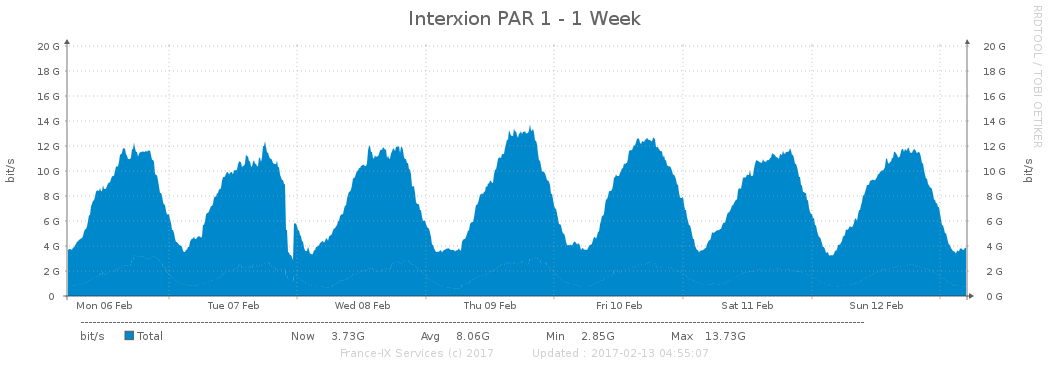 Interxion PAR 1 - 1 Week
RRDTOOL / TOBI OETIKER
20 G 20 G
18 G 18 G
16 G 16 G
14 G 14 G
12 G 12 G
10 G 10 G
8 G 8 G
6 G 6 G
4 G 4 G
2 G 2 G
0 0 G
bit/s bit/s
Mon 06 Feb Tue 07 Feb Wed 08 Feb Thu 09 Feb Fri 10 Feb Sat 11 Feb Sun 12 Feb
bit/s Total Now 3.73G Avg 8.06G Min 2.85G Max 13.73G
France-IX Services (c) 2017 Updated : 2017-02-13 04:55:07